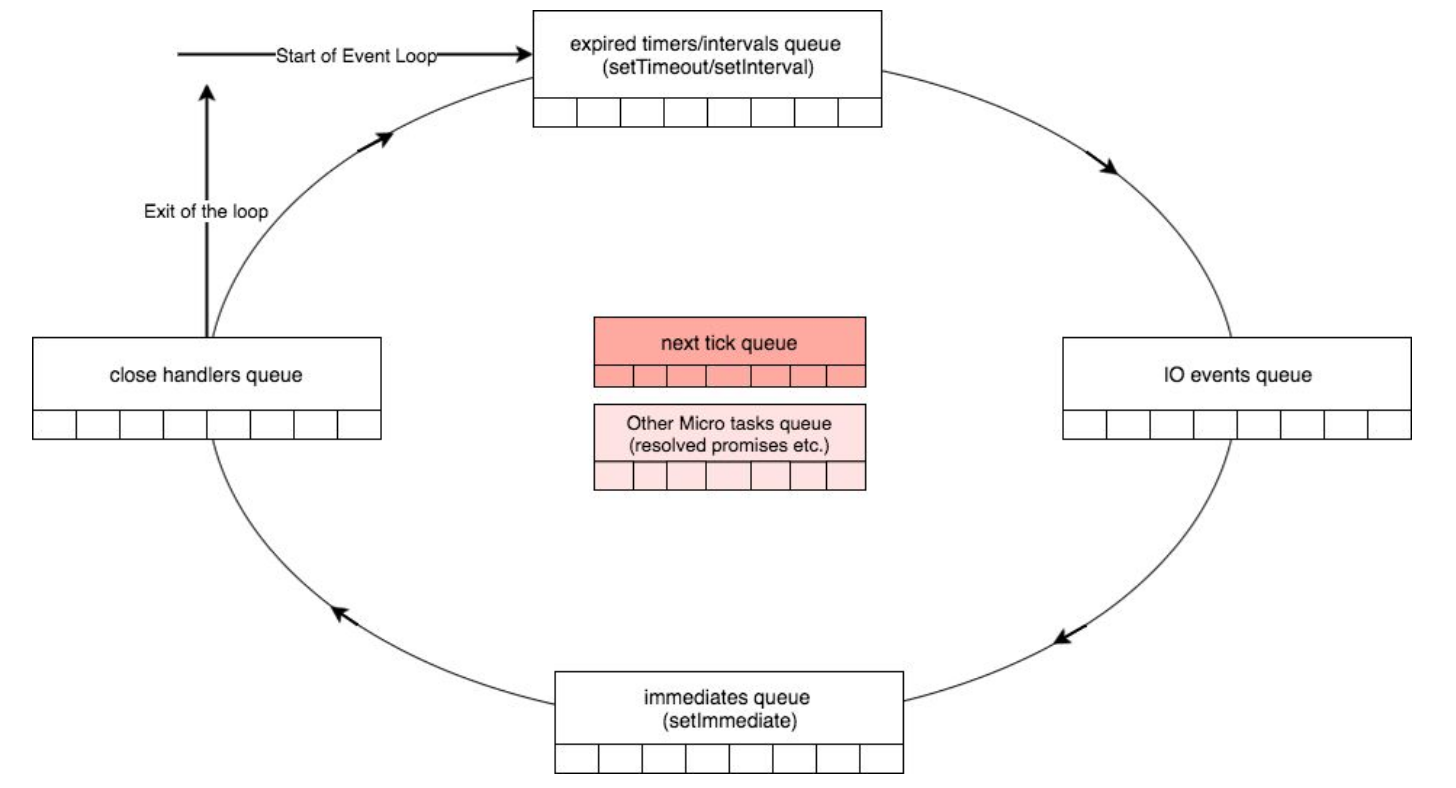 Start of Event Loop
expired timers/intervals queue
(setTimeout/setInterval)
Exit of the loop
next tick queue
close handlers queue
IO events queue
Other Micro tasks queue
(resolved promises etc.)
immediates queue
(setImmediate)